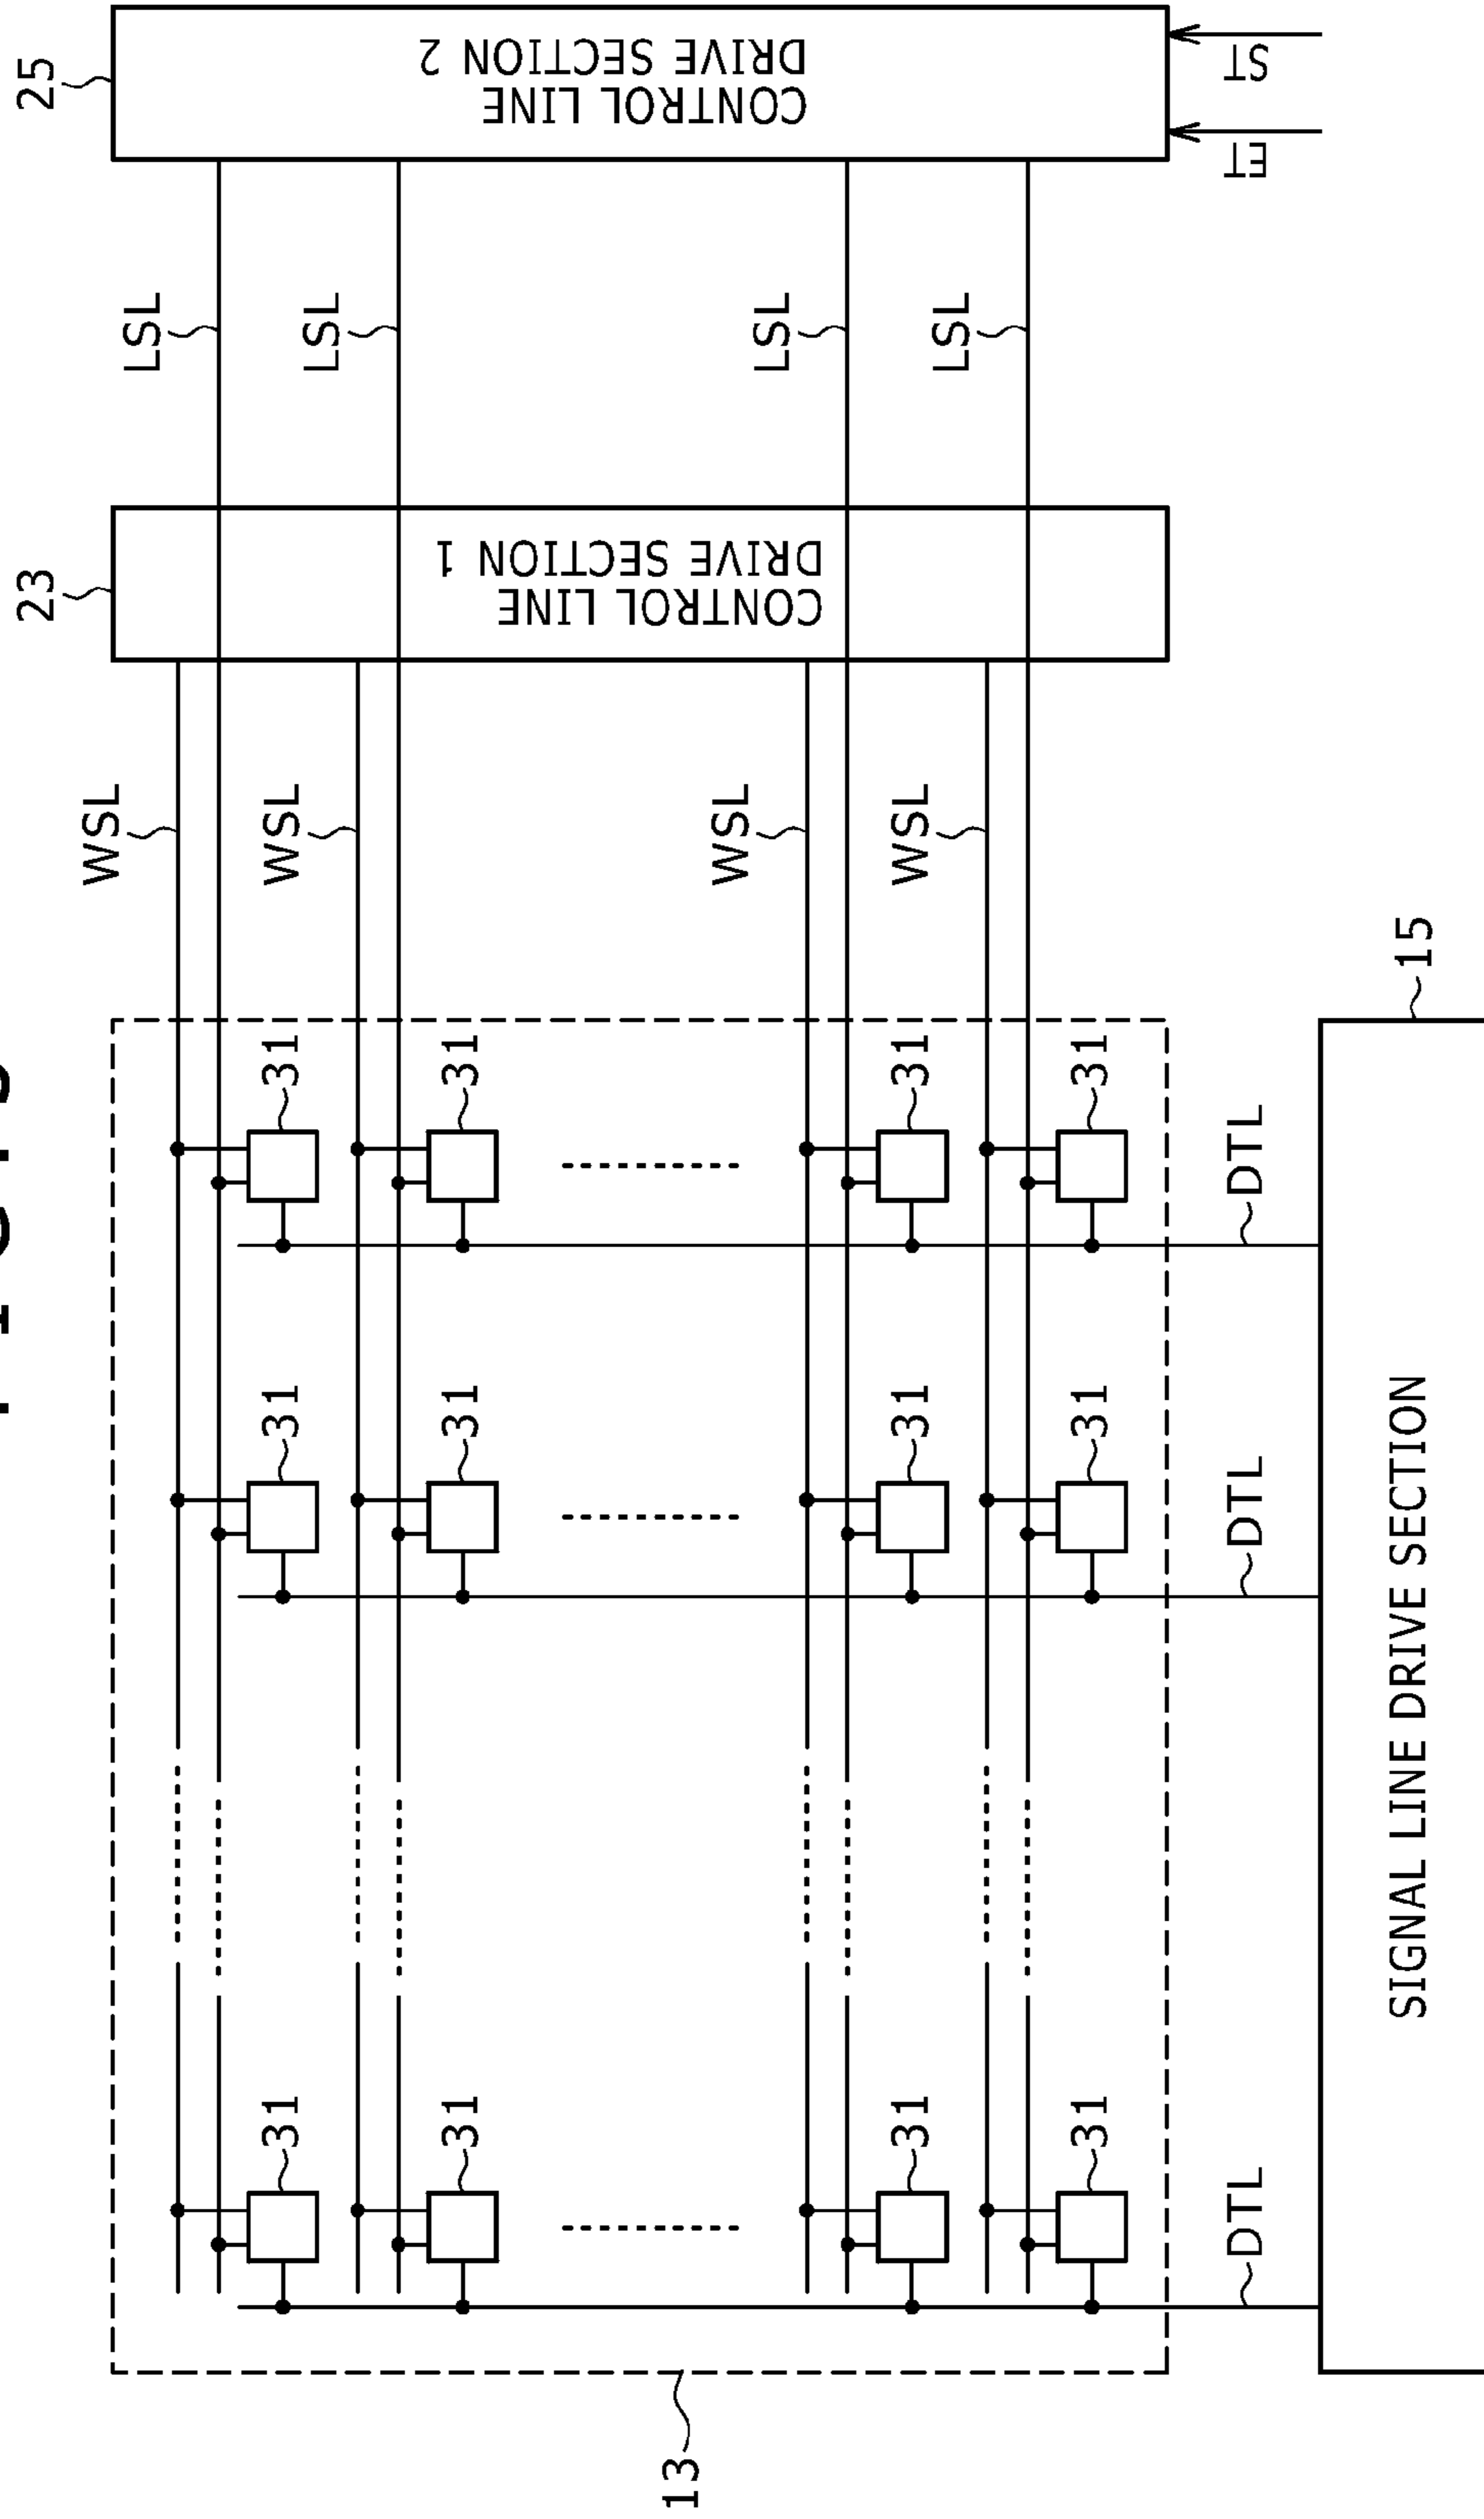 23
25
WSL
LSL
31
31
31
WSL
LSL
31
31
31
13
CONTROL LINE
DRIVE SECTION 1
CONTROL LINE
DRIVE SECTION 2
WSL
LSL
31
31
31
WSL
LSL
31
31
31
DTL
DTL
DTL
ET
ST
SIGNAL LINE DRIVE SECTION
15